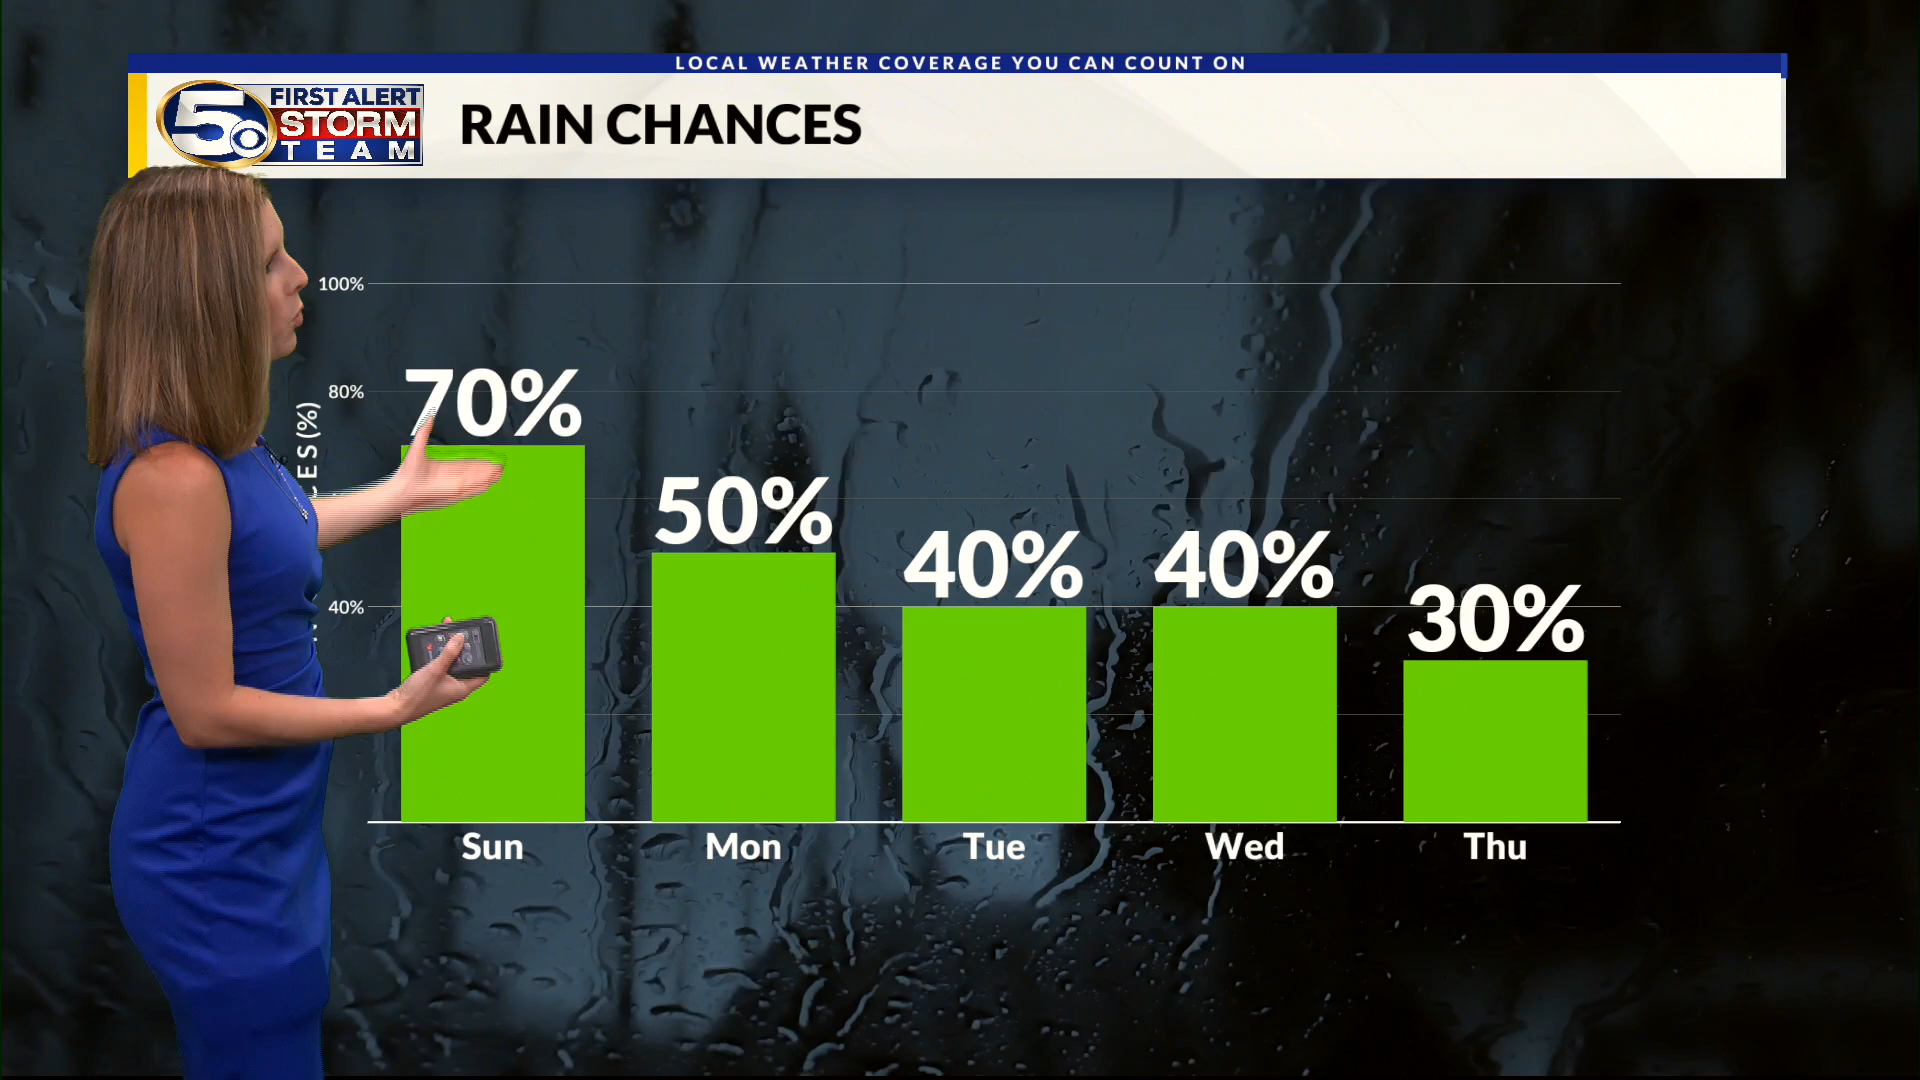 LOCAL WEATHER COVERAGE YOU CAN COUNT ON
5 FIRST ALERT
STORM
TEAM
RAIN CHANCES
100%
80%
40%
CES (%)
70%
50%
40%
40%
30%
Sun
Mon
Tue
Wed
Thu